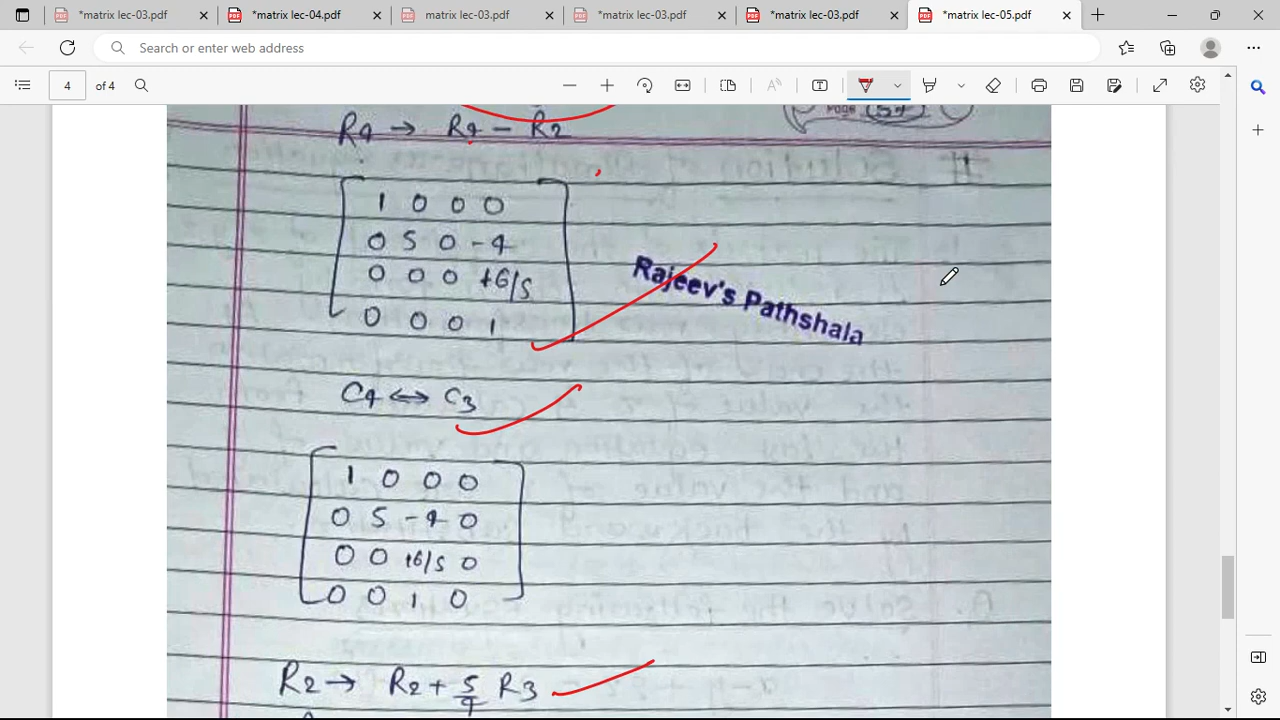 *matrix lec-03.pdf
*matrix lec-04.pdf
matrix lec-03.pdf
*matrix lec-03.pdf
*matrix lec-03.pdf
*matrix lec-05.pdf
Search or enter web address
4 of 4
R4 → R4 - R2
1 0 0 0
0 5 0 -4
0 0 0 16/5
0 0 0 1
Rajeev's Pathshala
C4 ↔ C3
1 0 0 0
0 5 -4 0
0 0 16/5 0
0 0 1 0
R2 → R2 + 5/4 R3